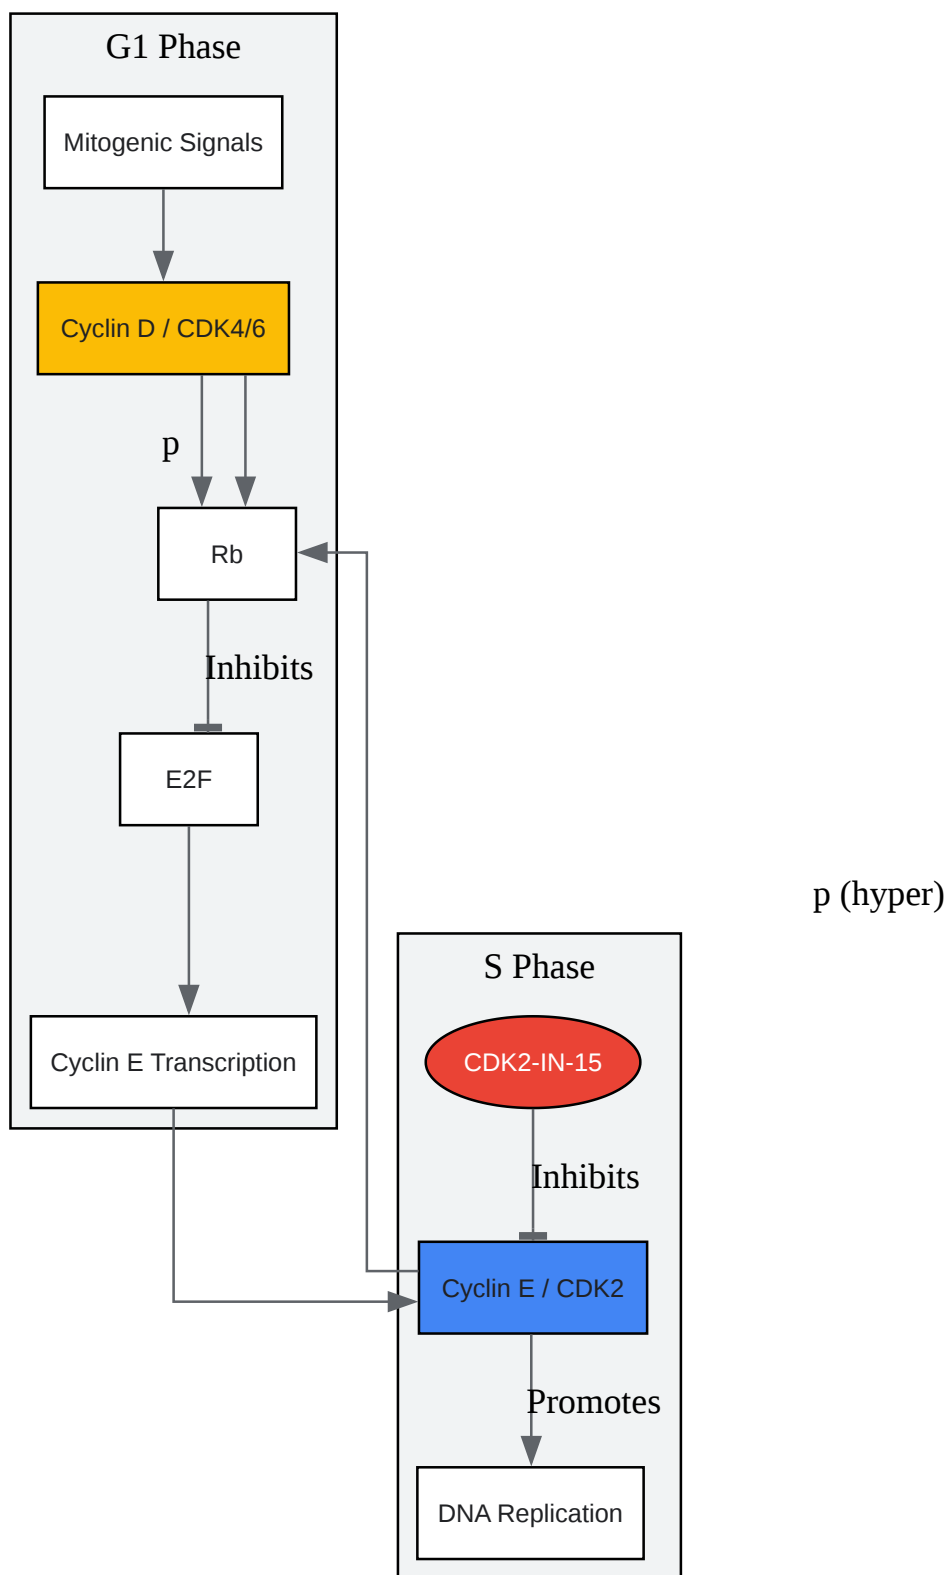 G1 Phase
Mitogenic Signals
Cyclin D / CDK4/6
p
Rb
Inhibits
E2F
p (hyper)
S Phase
Cyclin E Transcription
CDK2-IN-15
Inhibits
Cyclin E / CDK2
Promotes
DNA Replication